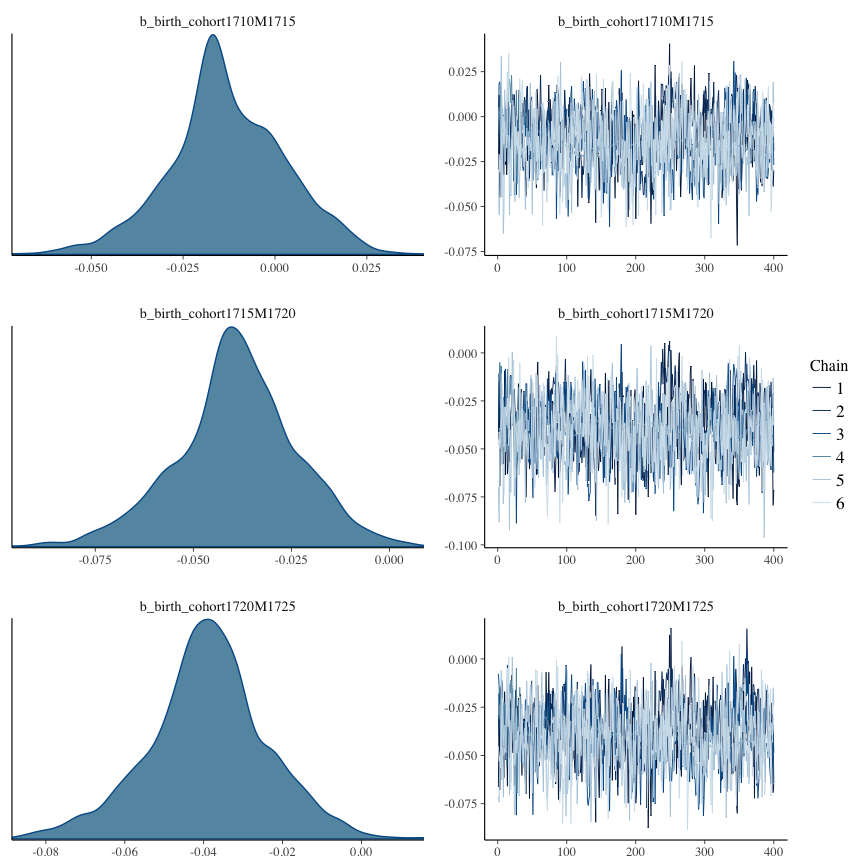 b_birth_cohort1710M1715
-0.050 -0.025 0.000 0.025
b_birth_cohort1710M1715
0.025
0.000
-0.025
-0.050
-0.075
0 100 200 300 400
b_birth_cohort1715M1720
-0.075 -0.050 -0.025 0.000
b_birth_cohort1715M1720
0.000
-0.025
-0.050
-0.075
-0.100
0 100 200 300 400
Chain
1
2
3
4
5
6
b_birth_cohort1720M1725
-0.08 -0.06 -0.04 -0.02 0.00
b_birth_cohort1720M1725
0.000
-0.025
-0.050
-0.075
0 100 200 300 400